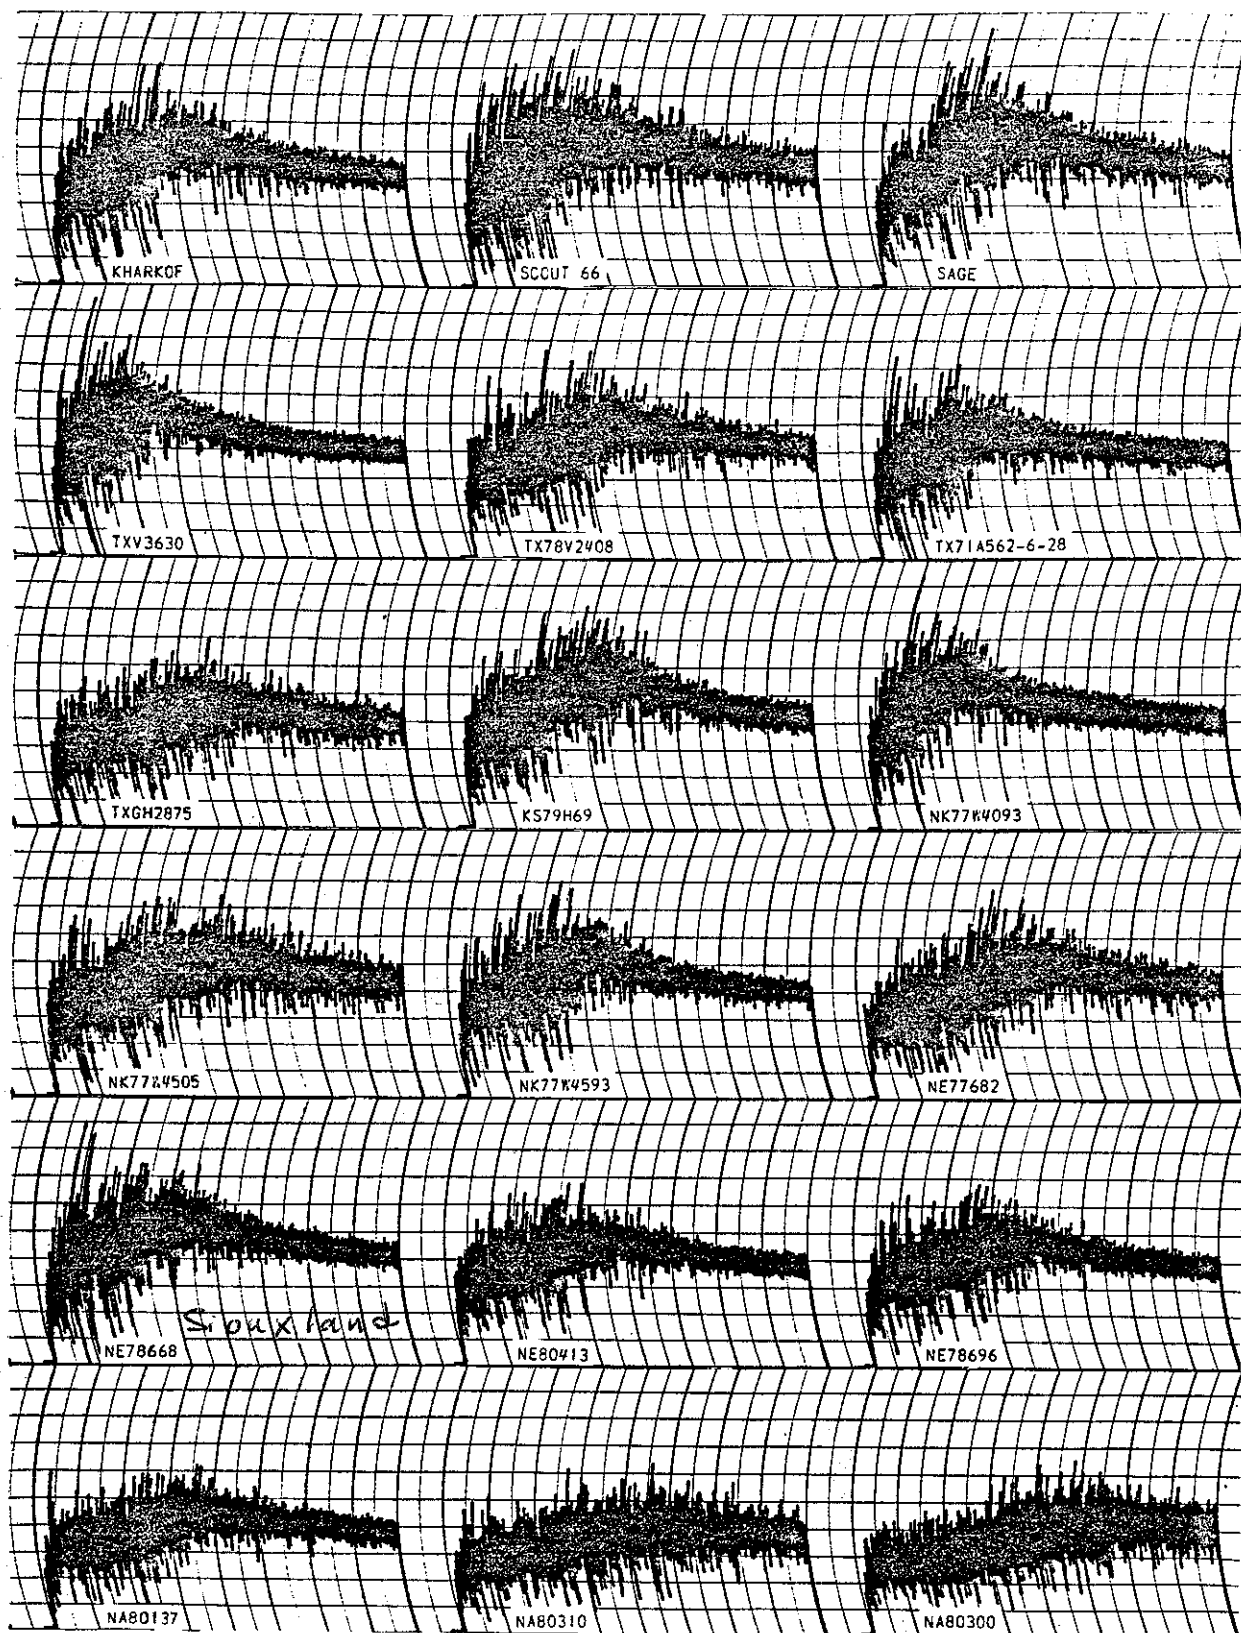 KHARKOF
SCOUT 66
SAGE
TXV3630
TX78V2408
TX71A562-6-28
TXGH2875
KS79H69
NK77W4093
NK77W4505
NK77W4593
NE77682
Siouxland
NE78668
NE80413
NE78696
NA80137
NA80310
NA80300